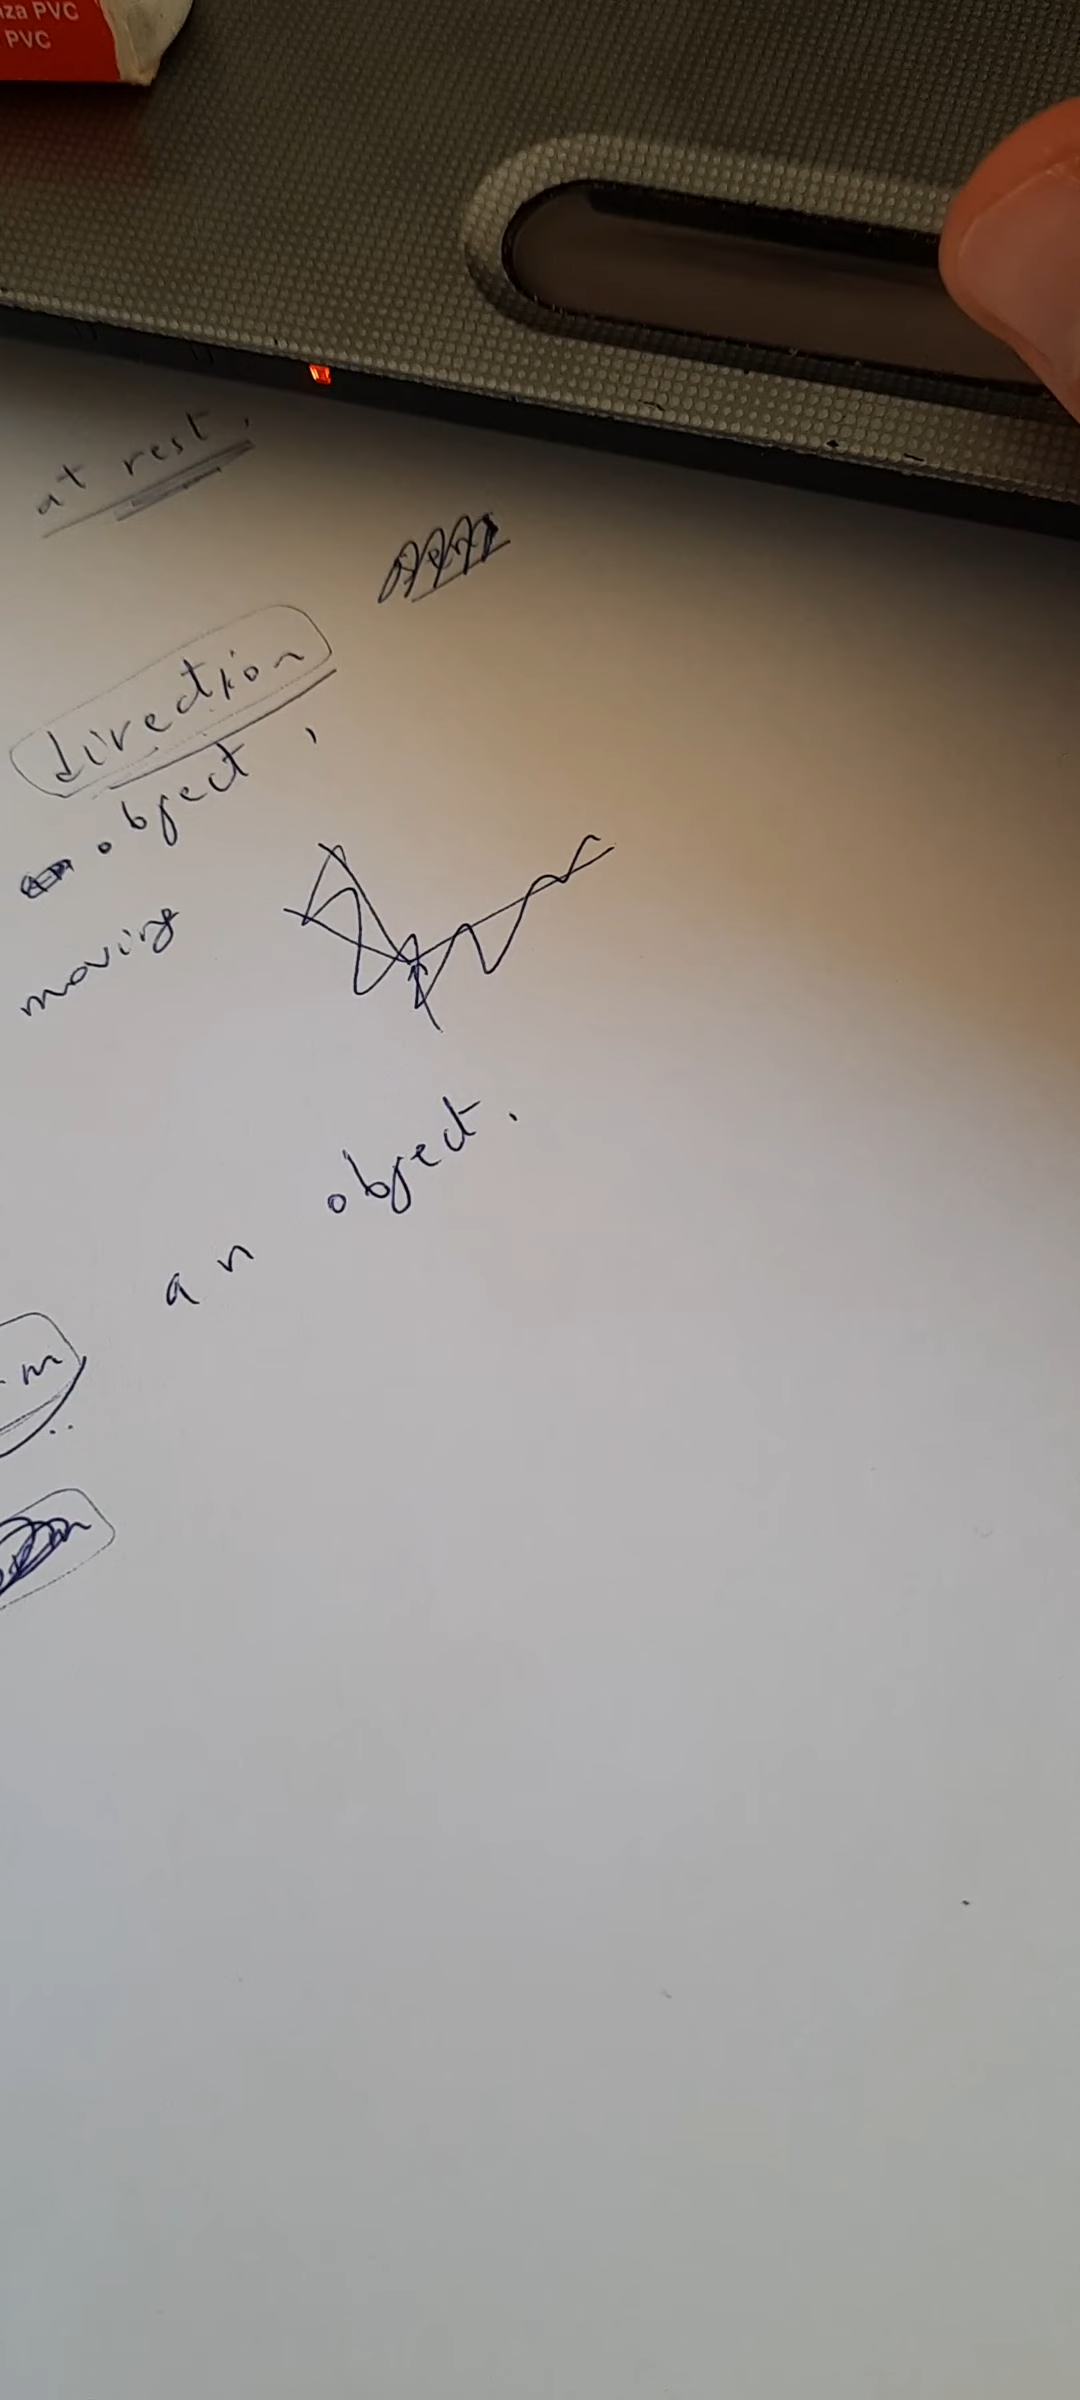 za PVC
PVC
at rest.
direction
object,
moving
an object.
m